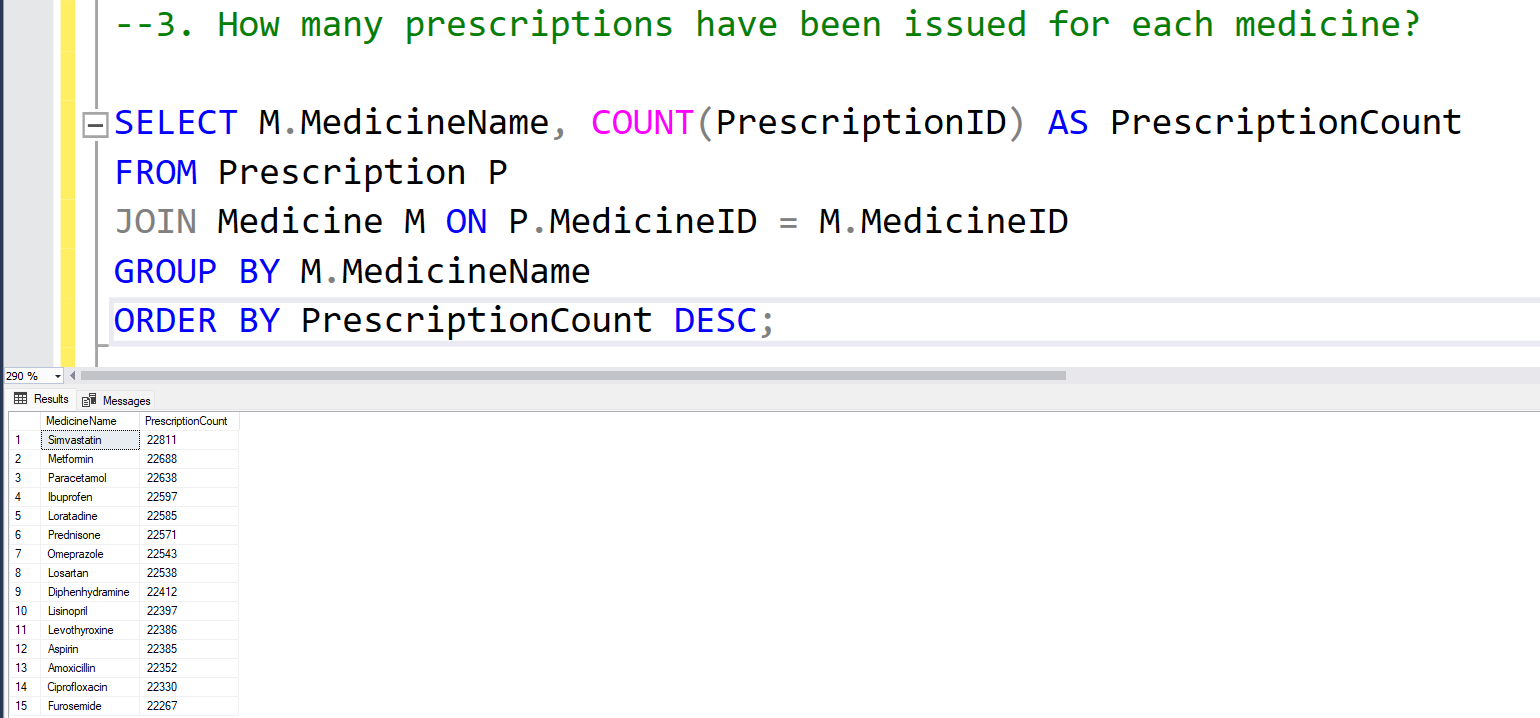 --3. How many prescriptions have been issued for each medicine?
SELECT M.MedicineName, COUNT(PrescriptionID) AS PrescriptionCount
FROM Prescription P
JOIN Medicine M ON P.MedicineID = M.MedicineID
GROUP BY M.MedicineName
ORDER BY PrescriptionCount DESC;
290 %
Results Messages
MedicineName PrescriptionCount
1 Simvastatin 22811
2 Metformin 22688
3 Paracetamol 22638
4 Ibuprofen 22597
5 Loratadine 22585
6 Prednisone 22571
7 Omeprazole 22543
8 Losartan 22538
9 Diphenhydramine 22412
10 Lisinopril 22397
11 Levothyroxine 22386
12 Aspirin 22385
13 Amoxicillin 22352
14 Ciprofloxacin 22330
15 Furosemide 22267